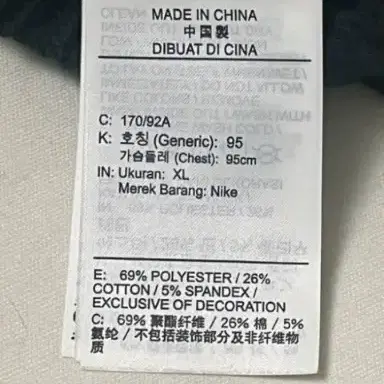 MADE IN CHINA
中国製
DIBUAT DI CINA
C: 170/92A
K: 호칭 (Generic): 95
가슴둘레 (Chest): 95cm
IN: Ukuran: XL
Merek Barang: Nike
E: 69% POLYESTER / 26%
COTTON / 5% SPANDEX /
EXCLUSIVE OF DECORATION
C: 69% 聚酯纤维 / 26% 棉 / 5%
氨纶 / 不包括装饰部分及非纤维物
质